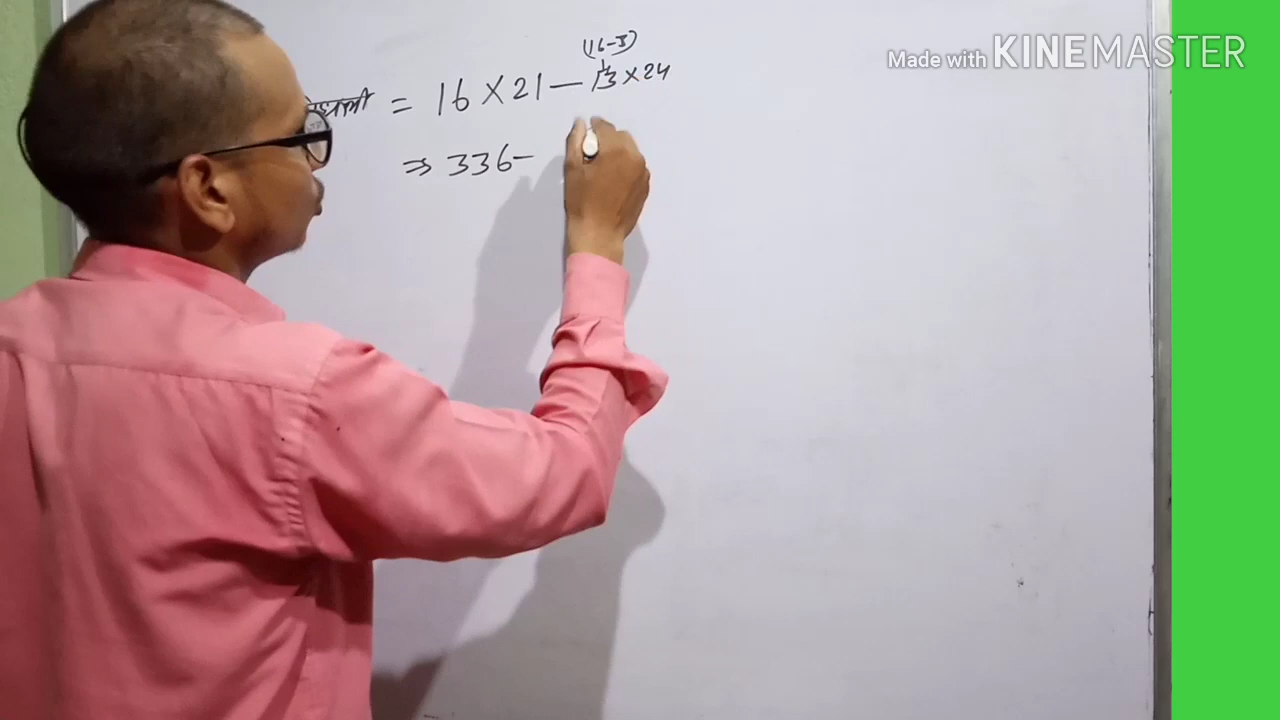 Made with KINEMASTER
(16-3)
= 16 × 21 - 13 × 24
⇒ 336 -